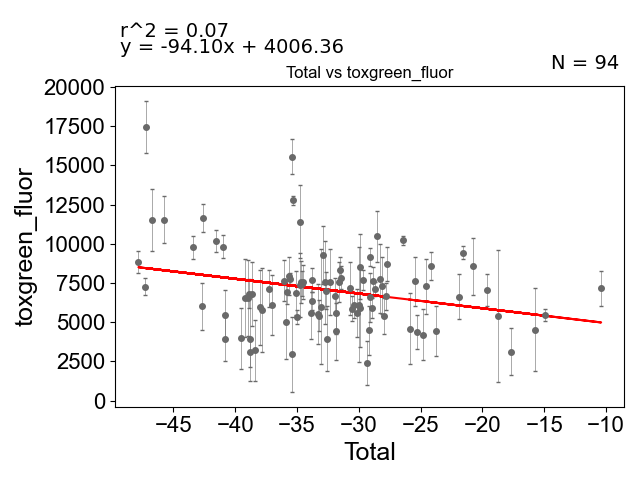 r^2 = 0.07
y = -94.10x + 4006.36
N = 94
Total vs toxgreen_fluor
20000
17500
15000
12500
10000
7500
5000
2500
0
toxgreen_fluor
−45 −40 −35 −30 −25 −20 −15 −10
Total